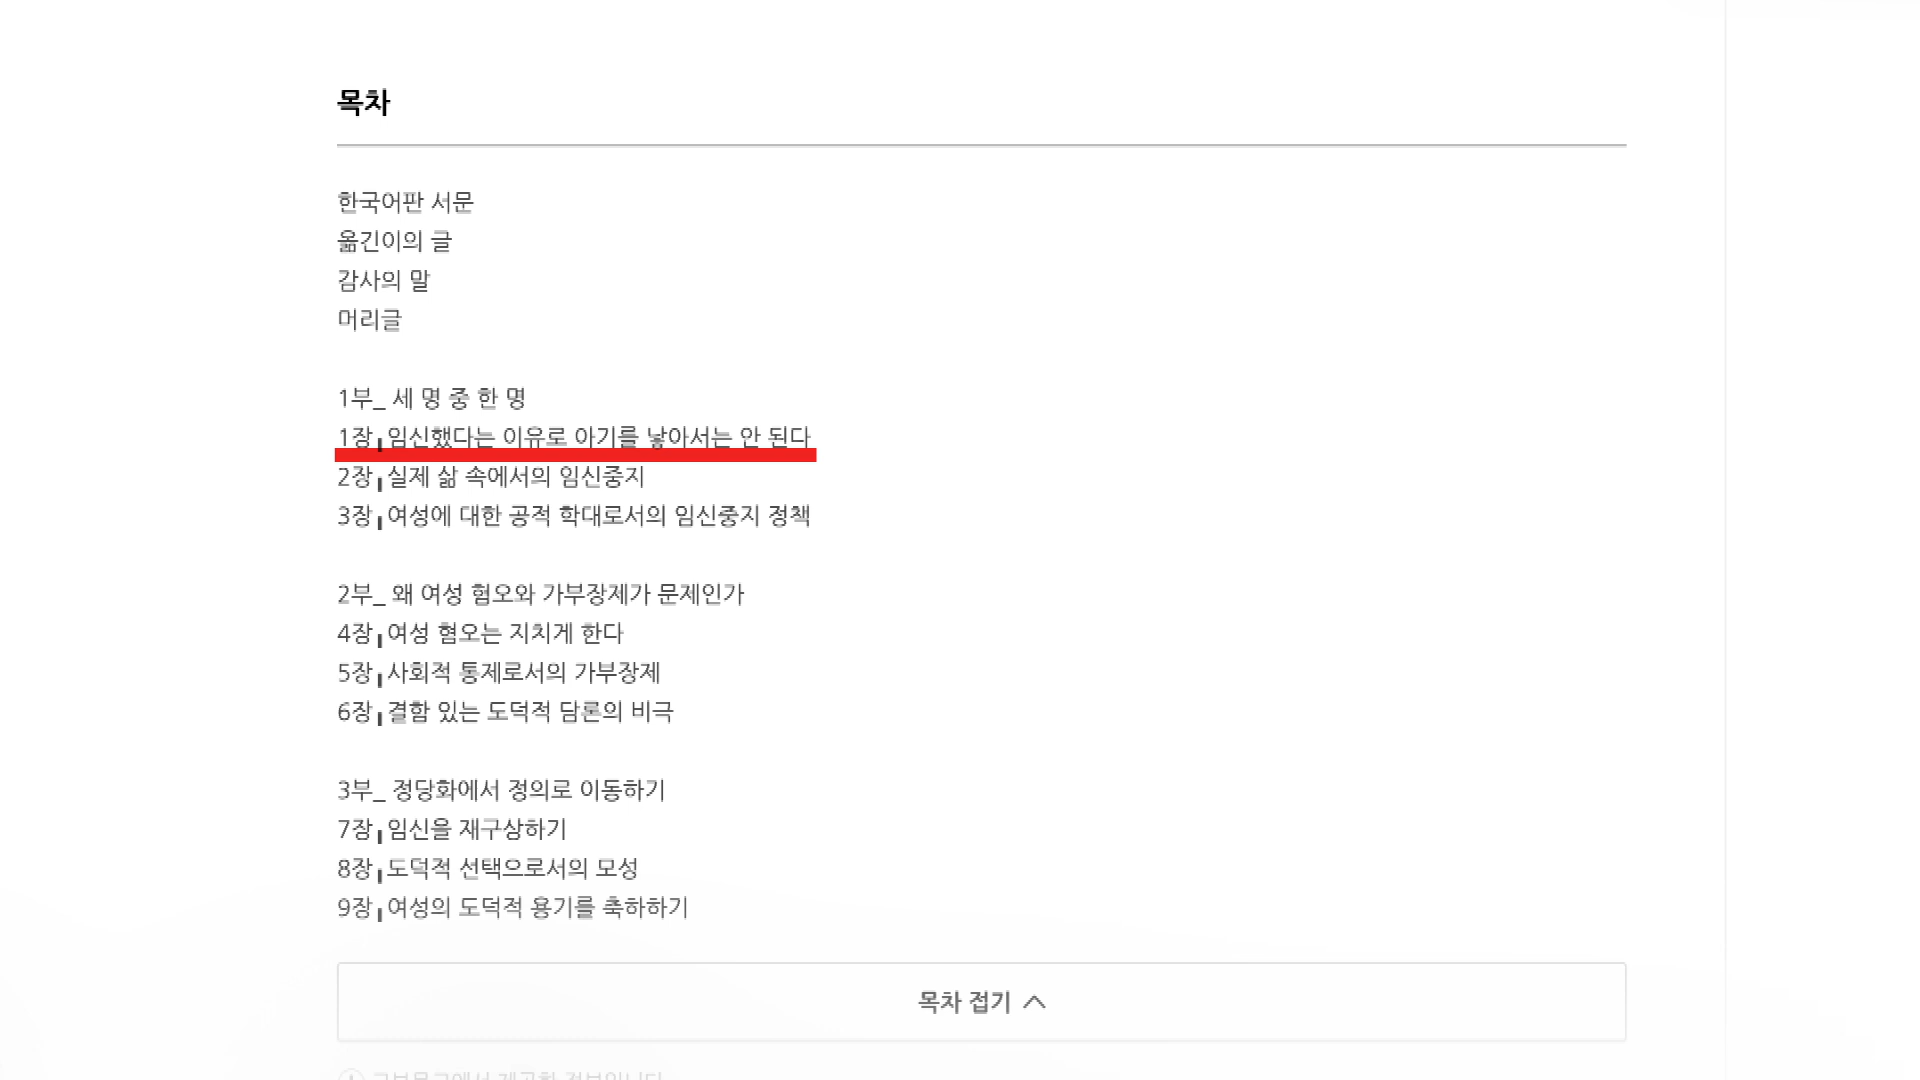 목차
한국어판 서문
옮긴이의 글
감사의 말
머리글
1부_ 세 명 중 한 명
1장╻임신했다는 이유로 아기를 낳아서는 안 된다
2장╻실제 삶 속에서의 임신중지
3장╻여성에 대한 공적 학대로서의 임신중지 정책
2부_ 왜 여성 혐오와 가부장제가 문제인가
4장╻여성 혐오는 지치게 한다
5장╻사회적 통제로서의 가부장제
6장╻결함 있는 도덕적 담론의 비극
3부_ 정당화에서 정의로 이동하기
7장╻임신을 재구상하기
8장╻도덕적 선택으로서의 모성
9장╻여성의 도덕적 용기를 축하하기
목차 접기